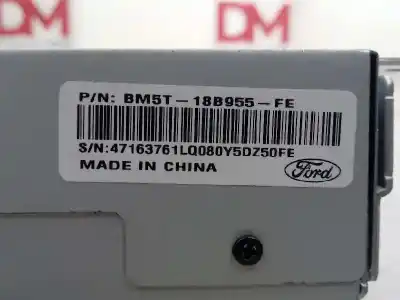 DM
DM
P/N: BM5T-18B955-FE
S/N:47163761LQ080Y5DZ50FE
MADE IN CHINA
Ford